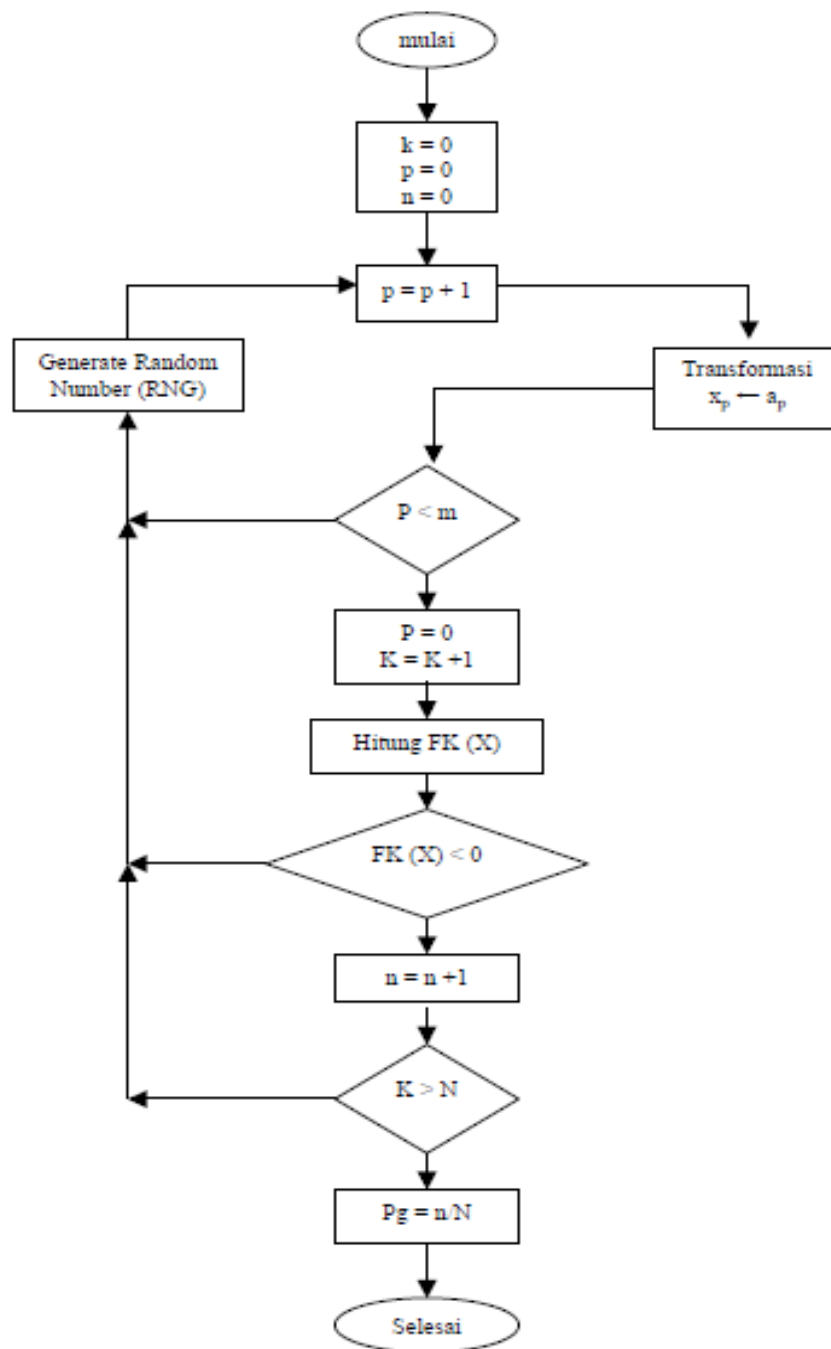 mulai
k = 0
p = 0
n = 0
p = p + 1
Generate Random
Number (RNG)
Transformasi
xₚ ← aₚ
P < m
P = 0
K = K +1
Hitung FK (X)
FK (X) < 0
n = n +1
K > N
Pg = n/N
Selesai